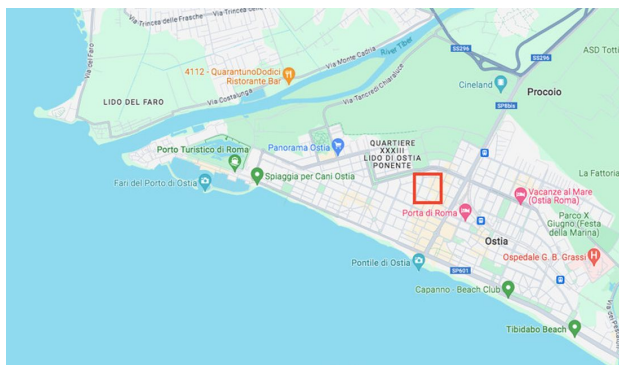 Via Trincea delle Frasche
Via Trincea delle
Via del Faro
4112 - QuarantunoDodici
Ristorante Bar
Via Monte Cadria
River Tiber
SS296
SS296
ASD Totti
LIDO DEL FARO
Via Costalunga
Via Tancredi Chiaraluce
Cineland
Procoio
SP8bis
Porto Turistico di Roma
Panorama Ostia
QUARTIERE
XXXIII
LIDO DI OSTIA
PONENTE
La Fattoria
Fari del Porto di Ostia
Spiaggia per Cani Ostia
Vacanze al Mare
(Ostia Roma)
Porta di Roma
Parco X
Giugno (Festa
della Marina)
Ostia
Ospedale G. B. Grassi
Pontile di Ostia
SP601
Capanno - Beach Club
Tibidabo Beach